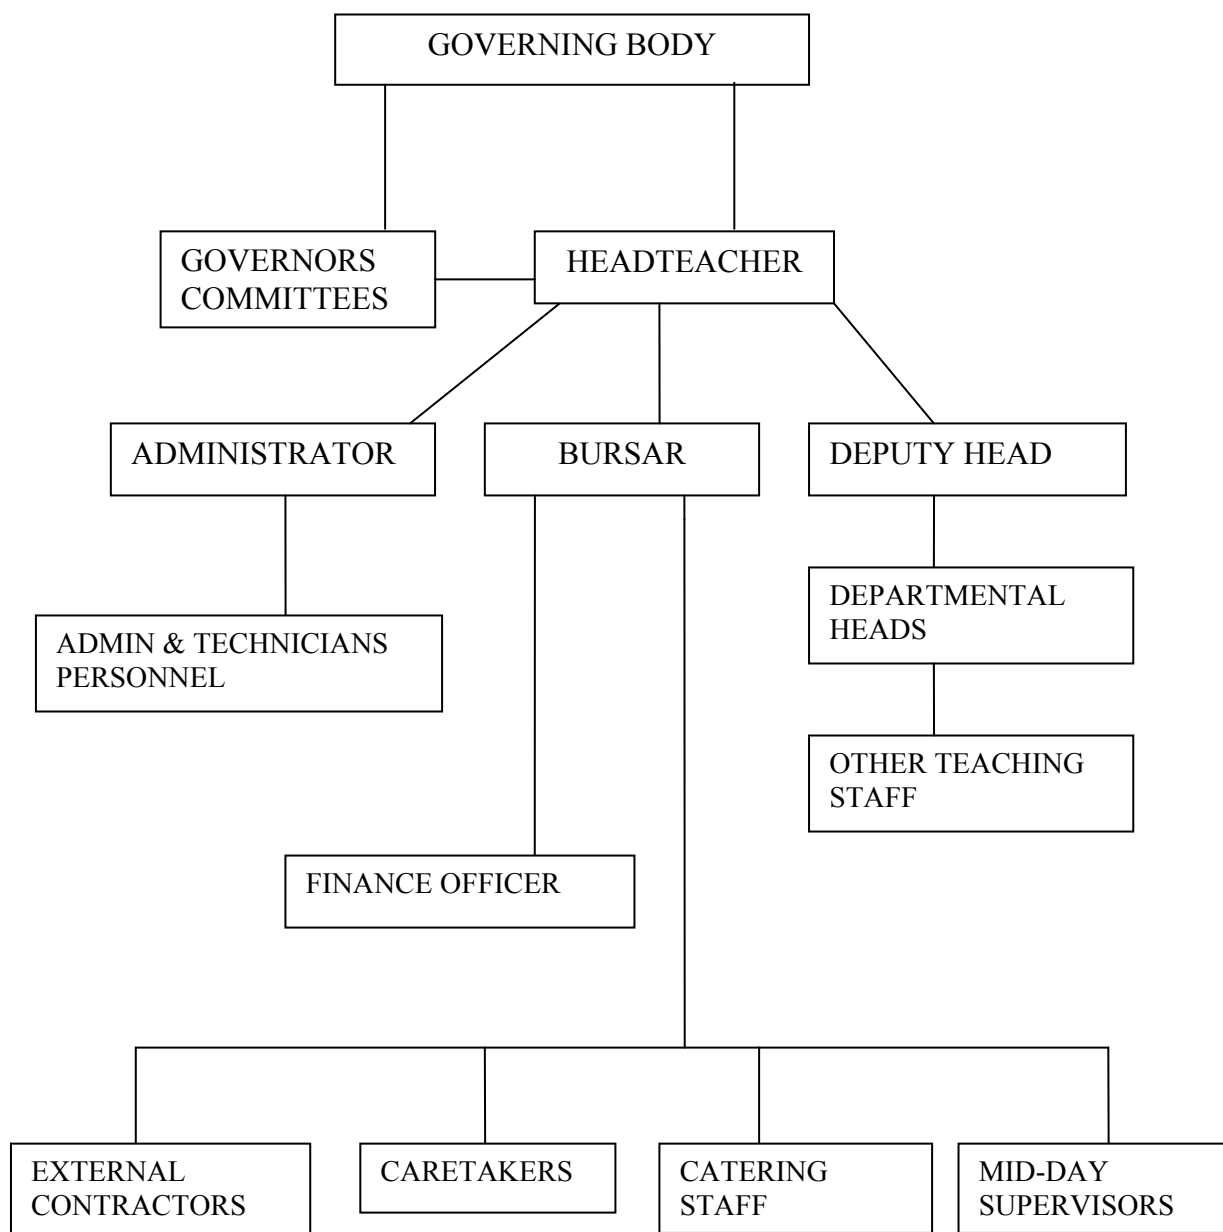 GOVERNING BODY
GOVERNORS
COMMITTEES
HEADTEACHER
ADMINISTRATOR
BURSAR
DEPUTY HEAD
DEPARTMENTAL
HEADS
ADMIN & TECHNICIANS
PERSONNEL
OTHER TEACHING
STAFF
FINANCE OFFICER
EXTERNAL
CONTRACTORS
CARETAKERS
CATERING
STAFF
MID-DAY
SUPERVISORS